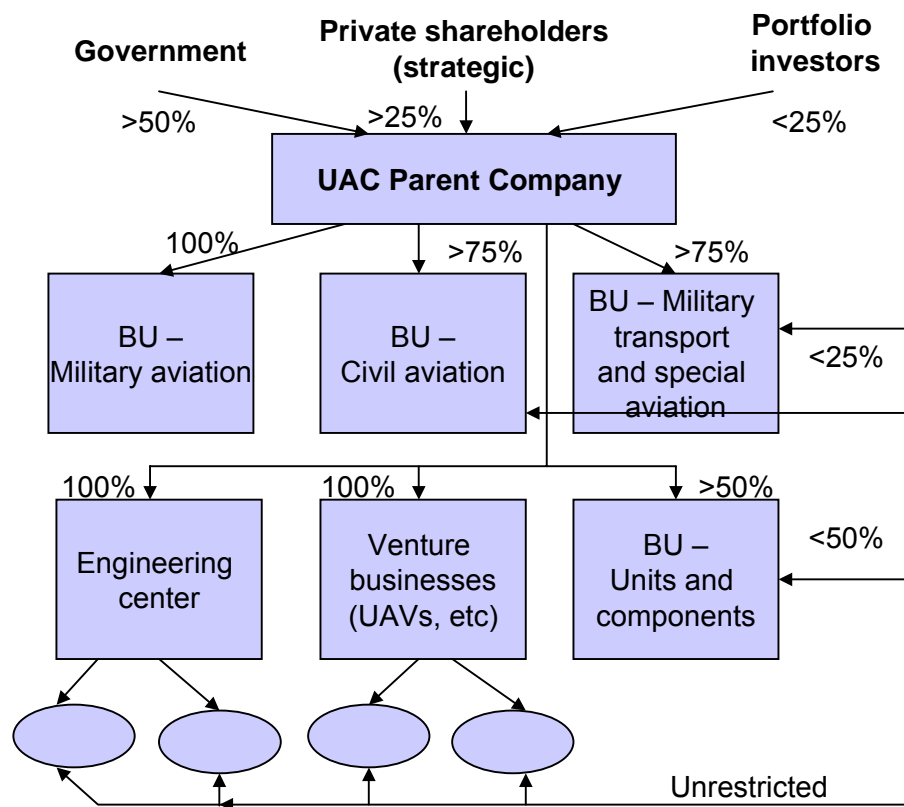 Government
Private shareholders
(strategic)
Portfolio
investors
>50%
>25%
<25%
UAC Parent Company
100%
>75%
>75%
BU –
Military aviation
BU –
Civil aviation
BU – Military
transport
and special
aviation
<25%
100%
100%
>50%
Engineering
center
Venture
businesses
(UAVs, etc)
BU –
Units and
components
<50%
Unrestricted